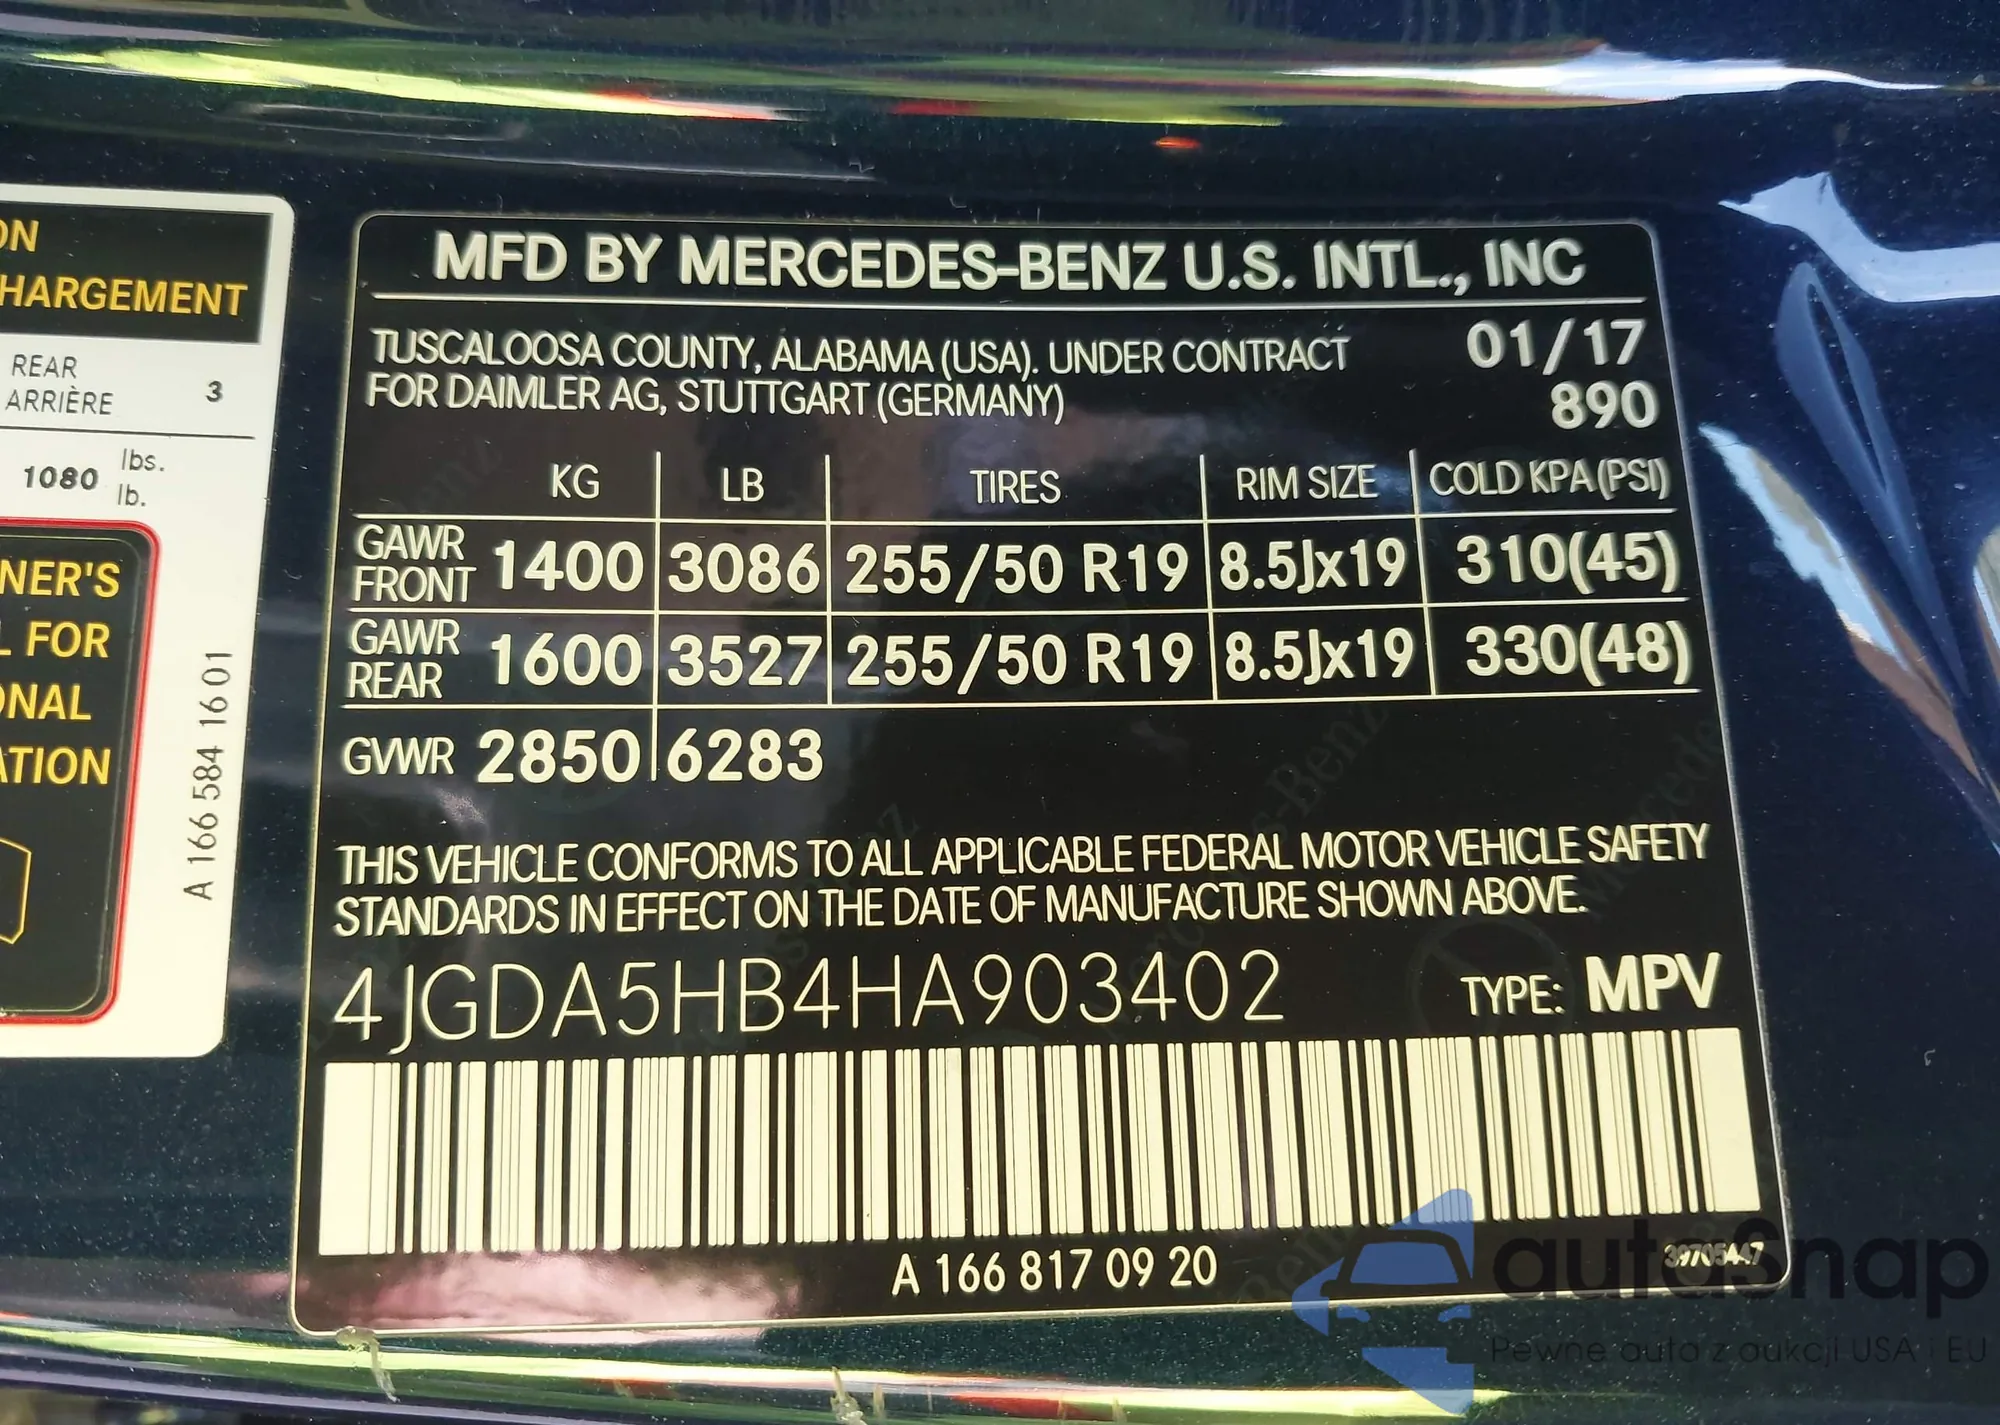 ON
HARGEMENT
REAR
ARRIÈRE 3
1080 lbs.
lb.
NER'S
L FOR
ONAL
ATION
A 166 584 16 01
MFD BY MERCEDES-BENZ U.S. INTL., INC
TUSCALOOSA COUNTY, ALABAMA (USA). UNDER CONTRACT 01/17
FOR DAIMLER AG, STUTTGART (GERMANY) 890
KG LB TIRES RIM SIZE COLD KPA (PSI)
GAWR FRONT 1400 3086 255/50 R19 8.5Jx19 310(45)
GAWR REAR 1600 3527 255/50 R19 8.5Jx19 330(48)
GVWR 2850 6283
THIS VEHICLE CONFORMS TO ALL APPLICABLE FEDERAL MOTOR VEHICLE SAFETY
STANDARDS IN EFFECT ON THE DATE OF MANUFACTURE SHOWN ABOVE.
4JGDA5HB4HA903402 TYPE: MPV
A 166 817 09 20
39705447
autoSnap
Pewne auta z aukcji USA i EU